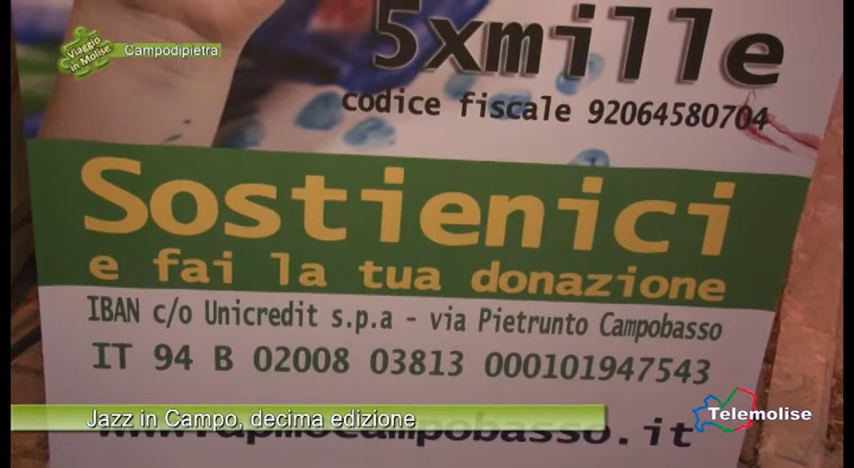 Viaggio
in Molise
Campodipietra
5xmille
codice fiscale 92064580704
Sostienici
e fai la tua donazione
IBAN c/o Unicredit s.p.a - via Pietrunto Campobasso
IT 94 B 02008 03813 000101947543
Jazz in Campo, decima edizione
Telemolise